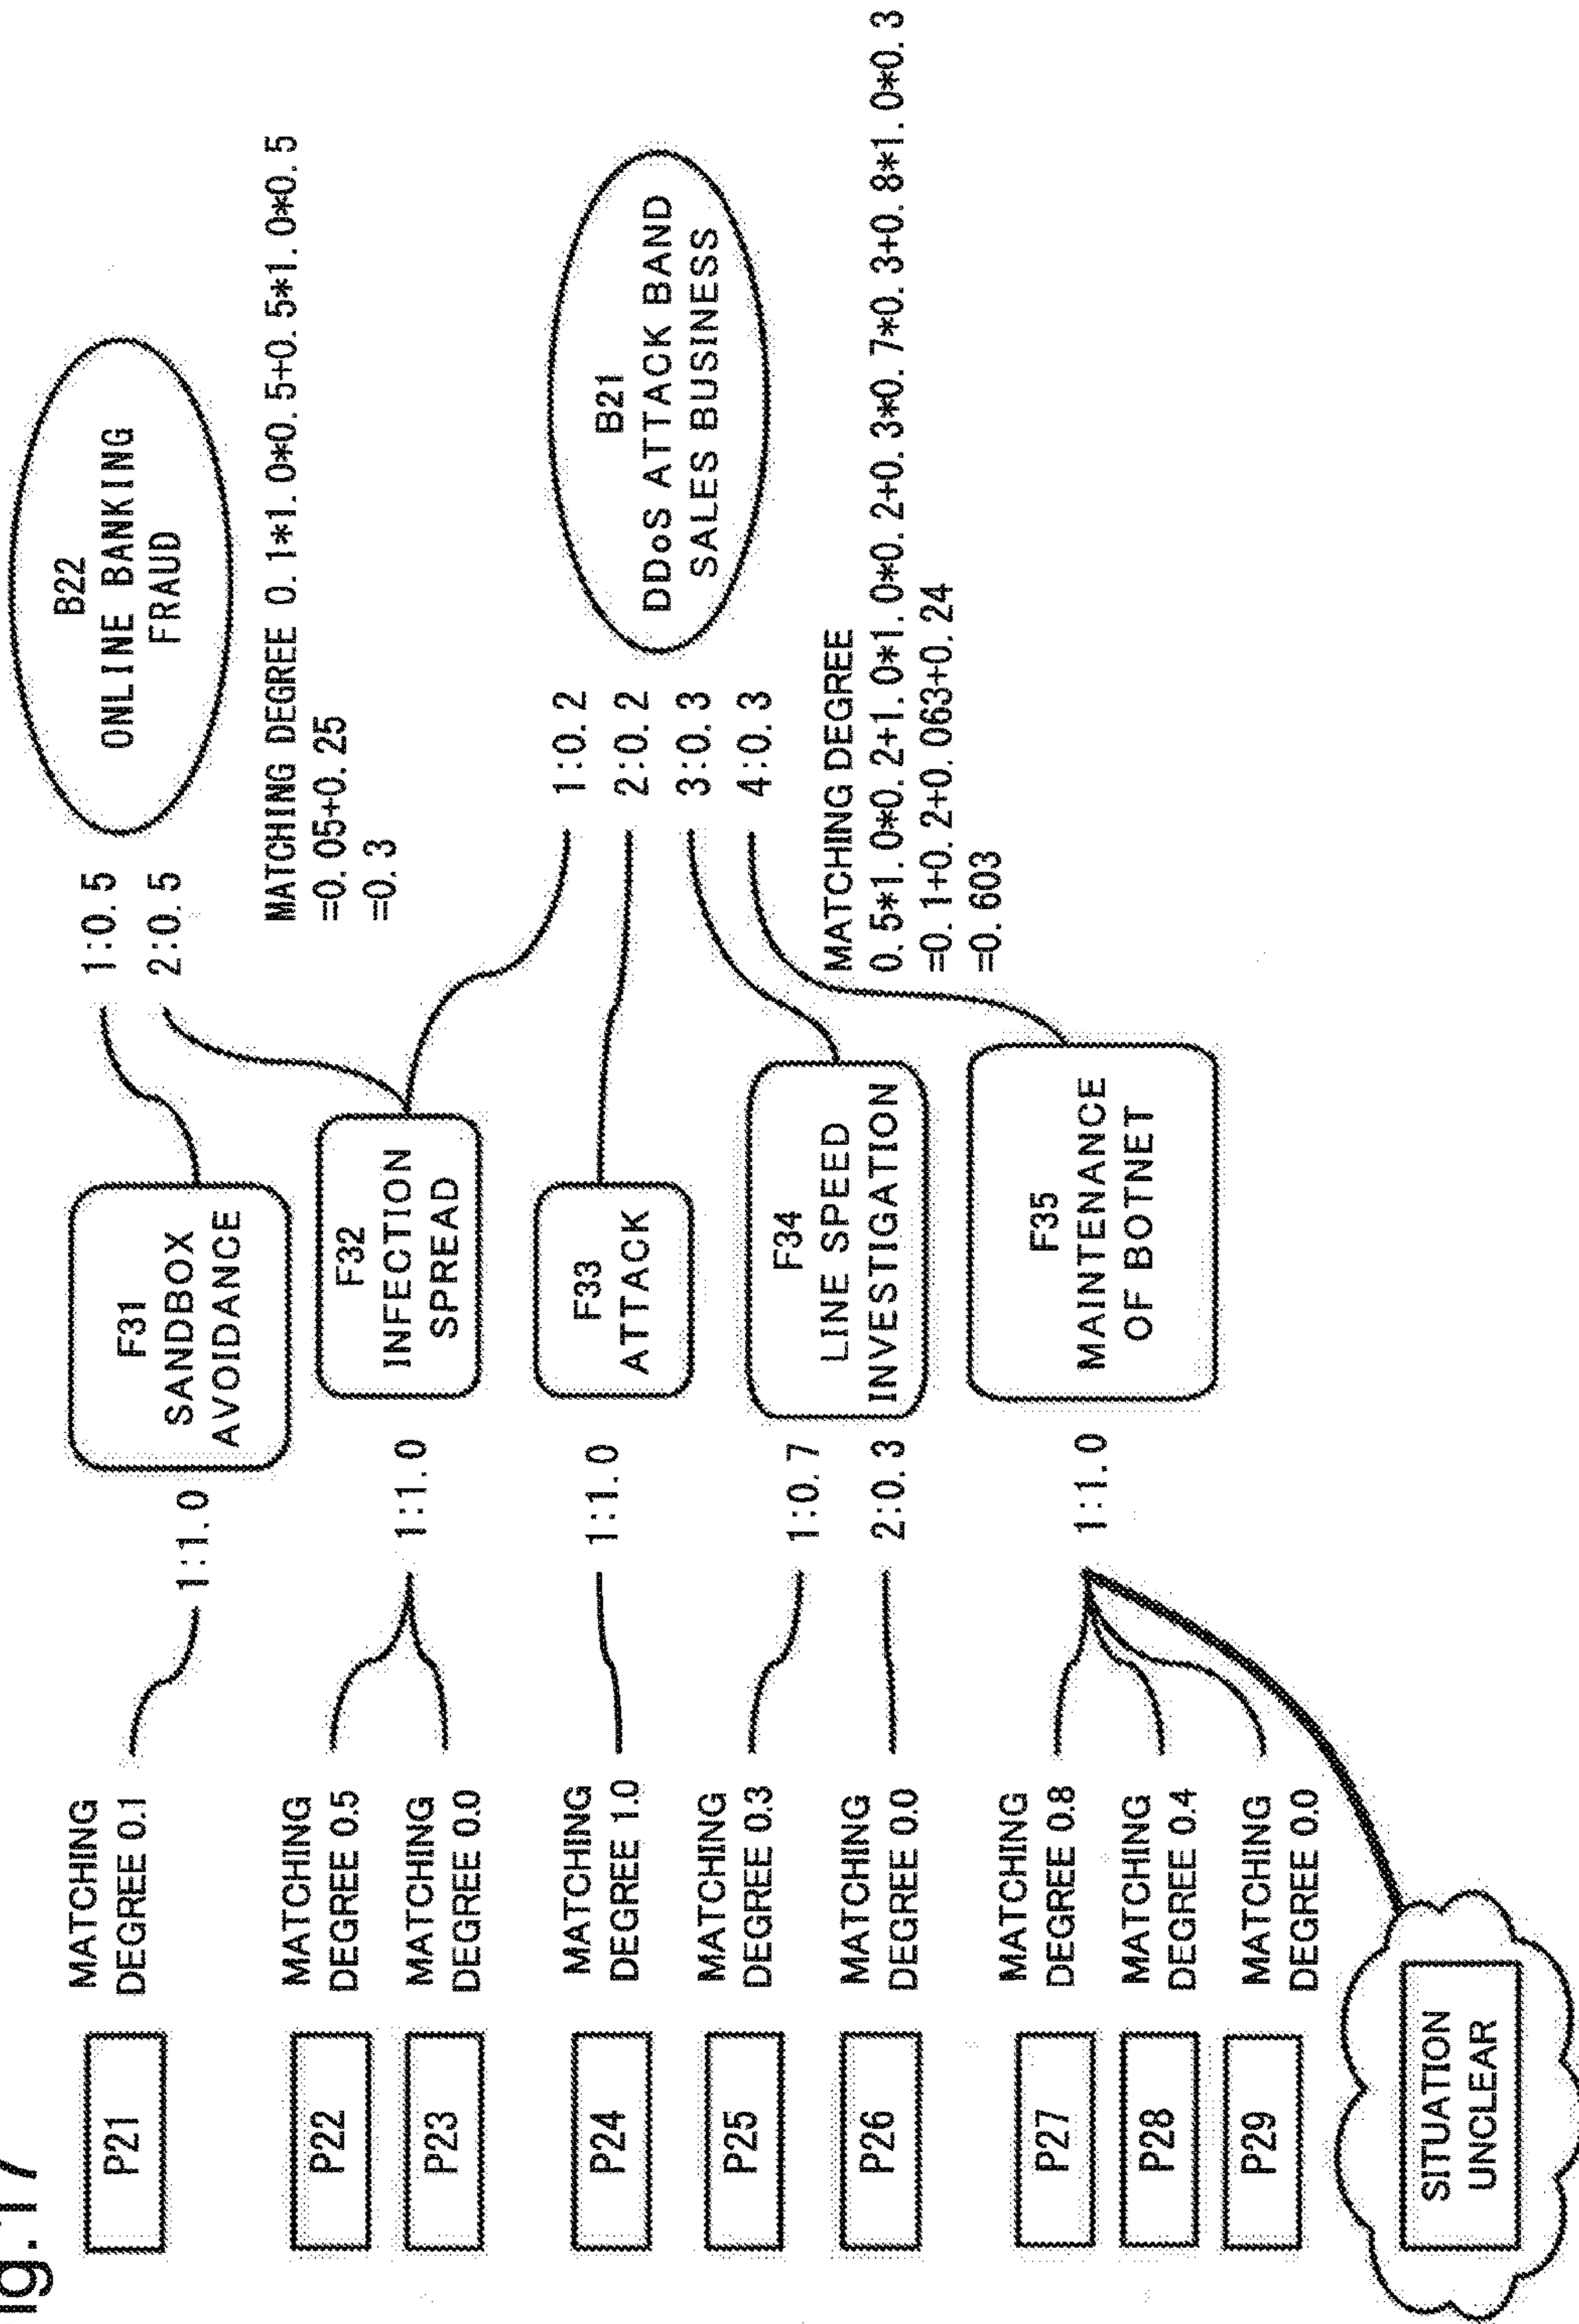 ig. 17
P21
MATCHING
DEGREE 0.1
1:1.0
F31
SANDBOX
AVOIDANCE
1:0.5
2:0.5
B22
ONLINE BANKING
FRAUD
MATCHING DEGREE 0.1*1.0*0.5+0.5*1.0*0.5
=0.05+0.25
=0.3
P22
MATCHING
DEGREE 0.5
P23
MATCHING
DEGREE 0.0
1:1.0
F32
INFECTION
SPREAD
P24
MATCHING
DEGREE 1.0
1:1.0
F33
ATTACK
1:0.2
2:0.2
3:0.3
4:0.3
B21
DDoS ATTACK BAND
SALES BUSINESS
P25
MATCHING
DEGREE 0.3
1:0.7
P26
MATCHING
DEGREE 0.0
2:0.3
F34
LINE SPEED
INVESTIGATION
MATCHING DEGREE
0.5*1.0*0.2+1.0*1.0*0.2+0.3*0.7*0.3+0.8*1.0*0.3
=0.1+0.2+0.063+0.24
=0.603
P27
MATCHING
DEGREE 0.8
P28
MATCHING
DEGREE 0.4
P29
MATCHING
DEGREE 0.0
1:1.0
F35
MAINTENANCE
OF BOTNET
SITUATION
UNCLEAR